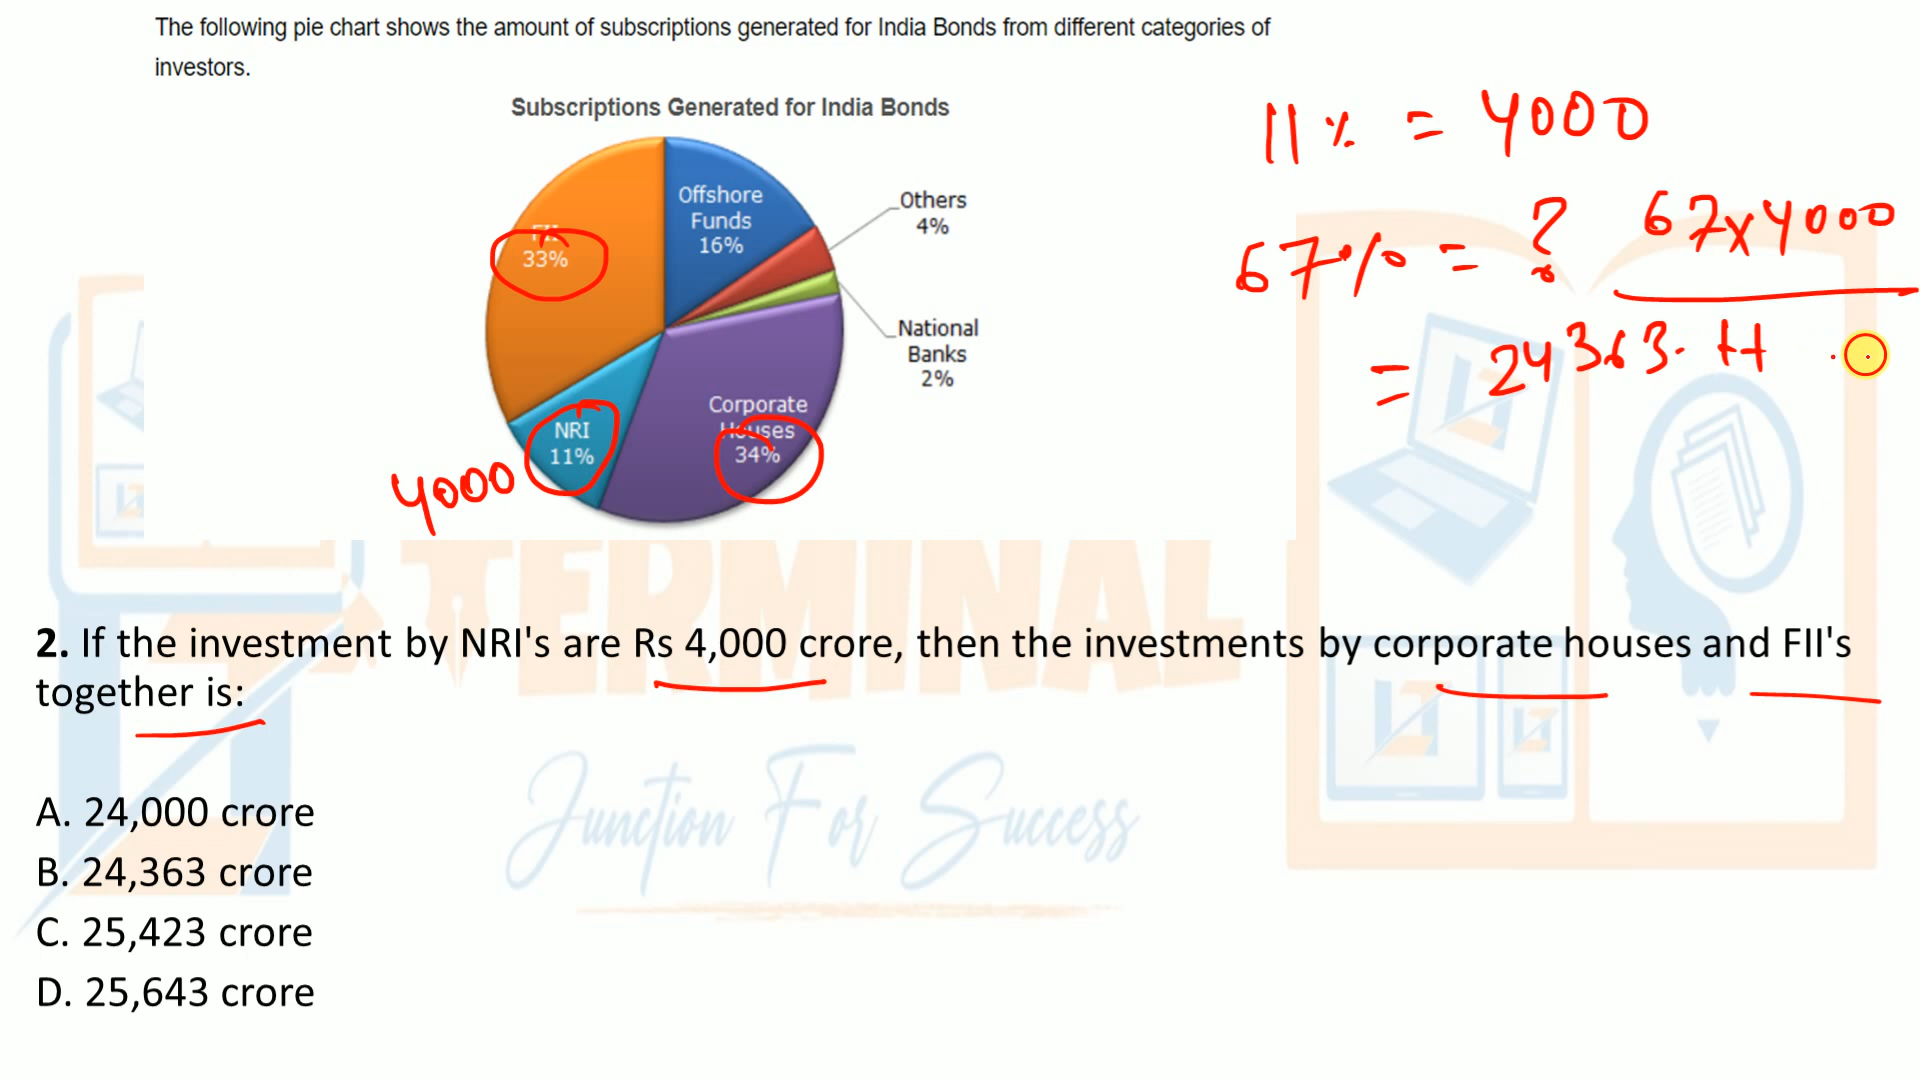 The following pie chart shows the amount of subscriptions generated for India Bonds from different categories of
investors.
Subscriptions Generated for India Bonds
Offshore
Funds
16%
Others
4%
National
Banks
2%
Corporate
Houses
34%
NRI
11%
FII
33%
4000
11% = 4000
67% = ? 67x4000
= 24363.
TERMINAL
Junction For Success
2. If the investment by NRI's are Rs 4,000 crore, then the investments by corporate houses and FII's
together is:
A. 24,000 crore
B. 24,363 crore
C. 25,423 crore
D. 25,643 crore